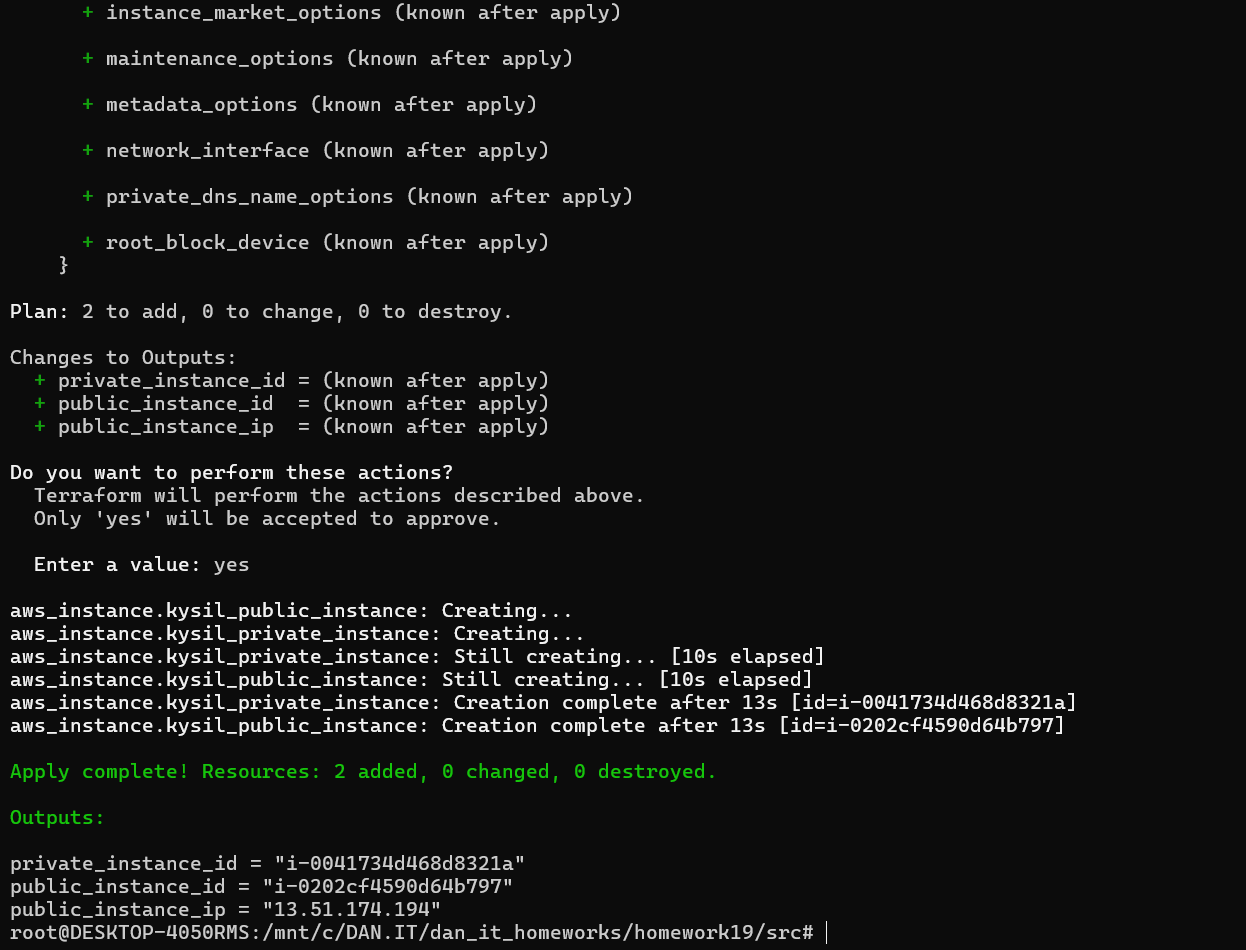 + instance_market_options (known after apply)
+ maintenance_options (known after apply)
+ metadata_options (known after apply)
+ network_interface (known after apply)
+ private_dns_name_options (known after apply)
+ root_block_device (known after apply)
}
Plan: 2 to add, 0 to change, 0 to destroy.
Changes to Outputs:
+ private_instance_id = (known after apply)
+ public_instance_id  = (known after apply)
+ public_instance_ip  = (known after apply)
Do you want to perform these actions?
Terraform will perform the actions described above.
Only 'yes' will be accepted to approve.
Enter a value: yes
aws_instance.kysil_public_instance: Creating...
aws_instance.kysil_private_instance: Creating...
aws_instance.kysil_private_instance: Still creating... [10s elapsed]
aws_instance.kysil_public_instance: Still creating... [10s elapsed]
aws_instance.kysil_private_instance: Creation complete after 13s [id=i-0041734d468d8321a]
aws_instance.kysil_public_instance: Creation complete after 13s [id=i-0202cf4590d64b797]
Apply complete! Resources: 2 added, 0 changed, 0 destroyed.
Outputs:
private_instance_id = "i-0041734d468d8321a"
public_instance_id = "i-0202cf4590d64b797"
public_instance_ip = "13.51.174.194"
root@DESKTOP-4050RMS:/mnt/c/DAN.IT/dan_it_homeworks/homework19/src#